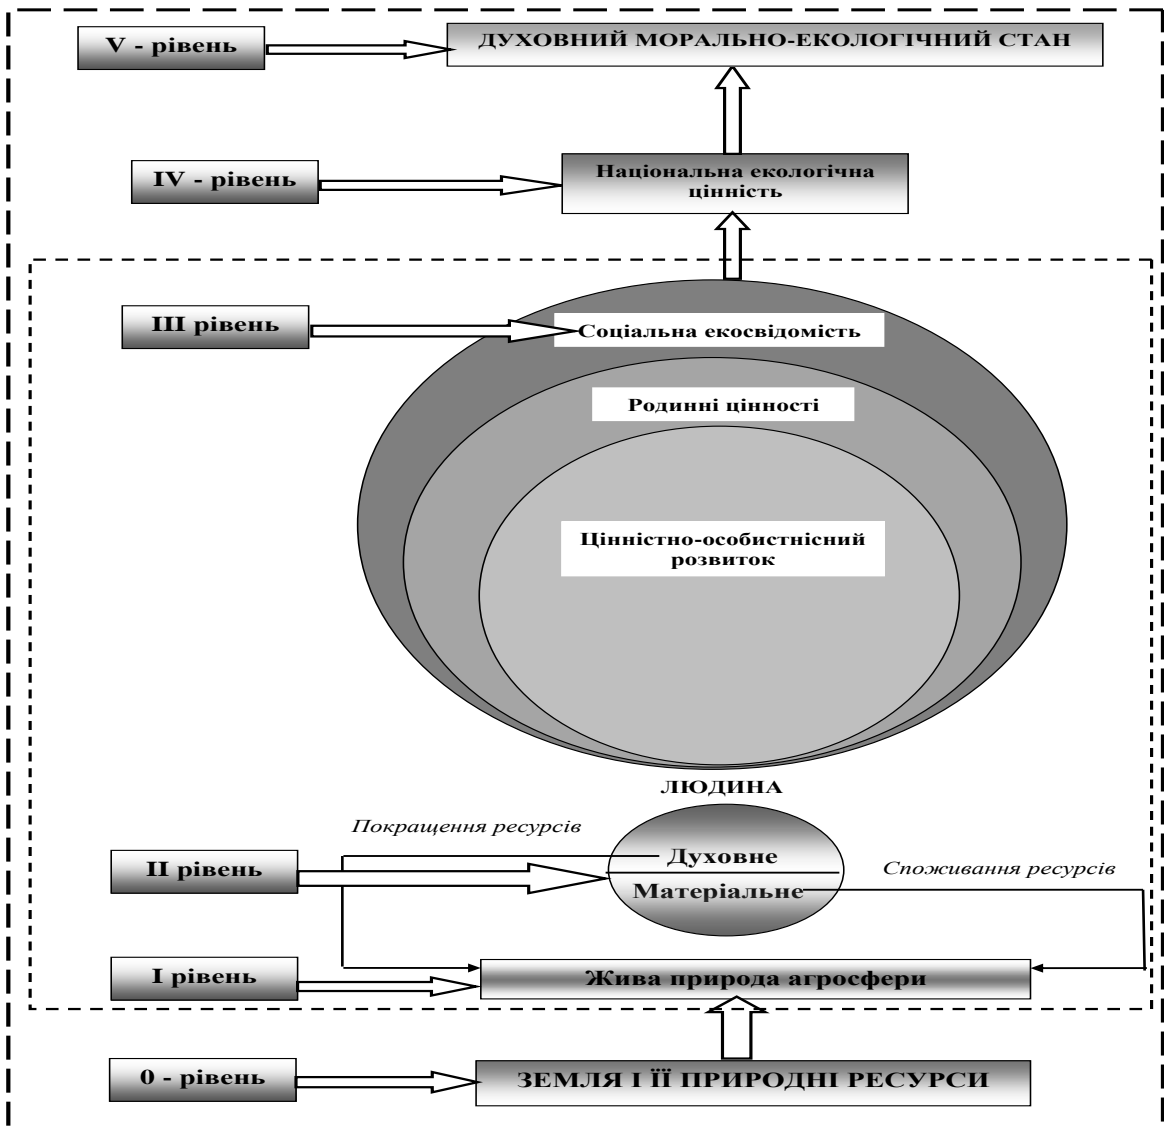 V - рівень
ДУХОВНИЙ МОРАЛЬНО-ЕКОЛОГІЧНИЙ СТАН
IV - рівень
Національна екологічна
цінність
III рівень
Соціальна екосвідомість
Родинні цінності
Цінністно-особистнісний
розвиток
ЛЮДИНА
Покращення ресурсів
II рівень
Духовне
Матеріальне
Споживання ресурсів
I рівень
Жива природа агросфери
0 - рівень
ЗЕМЛЯ І ЇЇ ПРИРОДНІ РЕСУРСИ